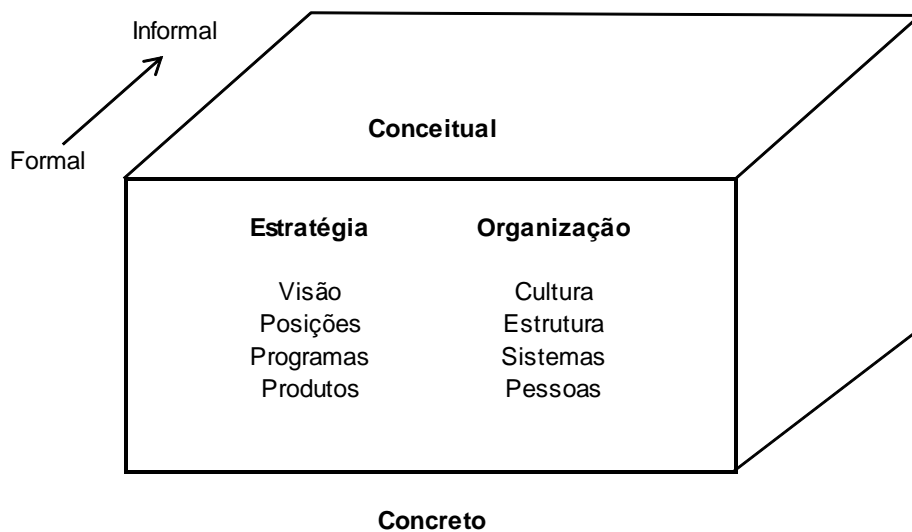 Informal
Formal
Conceitual
Estratégia Organização
Visão Cultura
Posições Estrutura
Programas Sistemas
Produtos Pessoas
Concreto